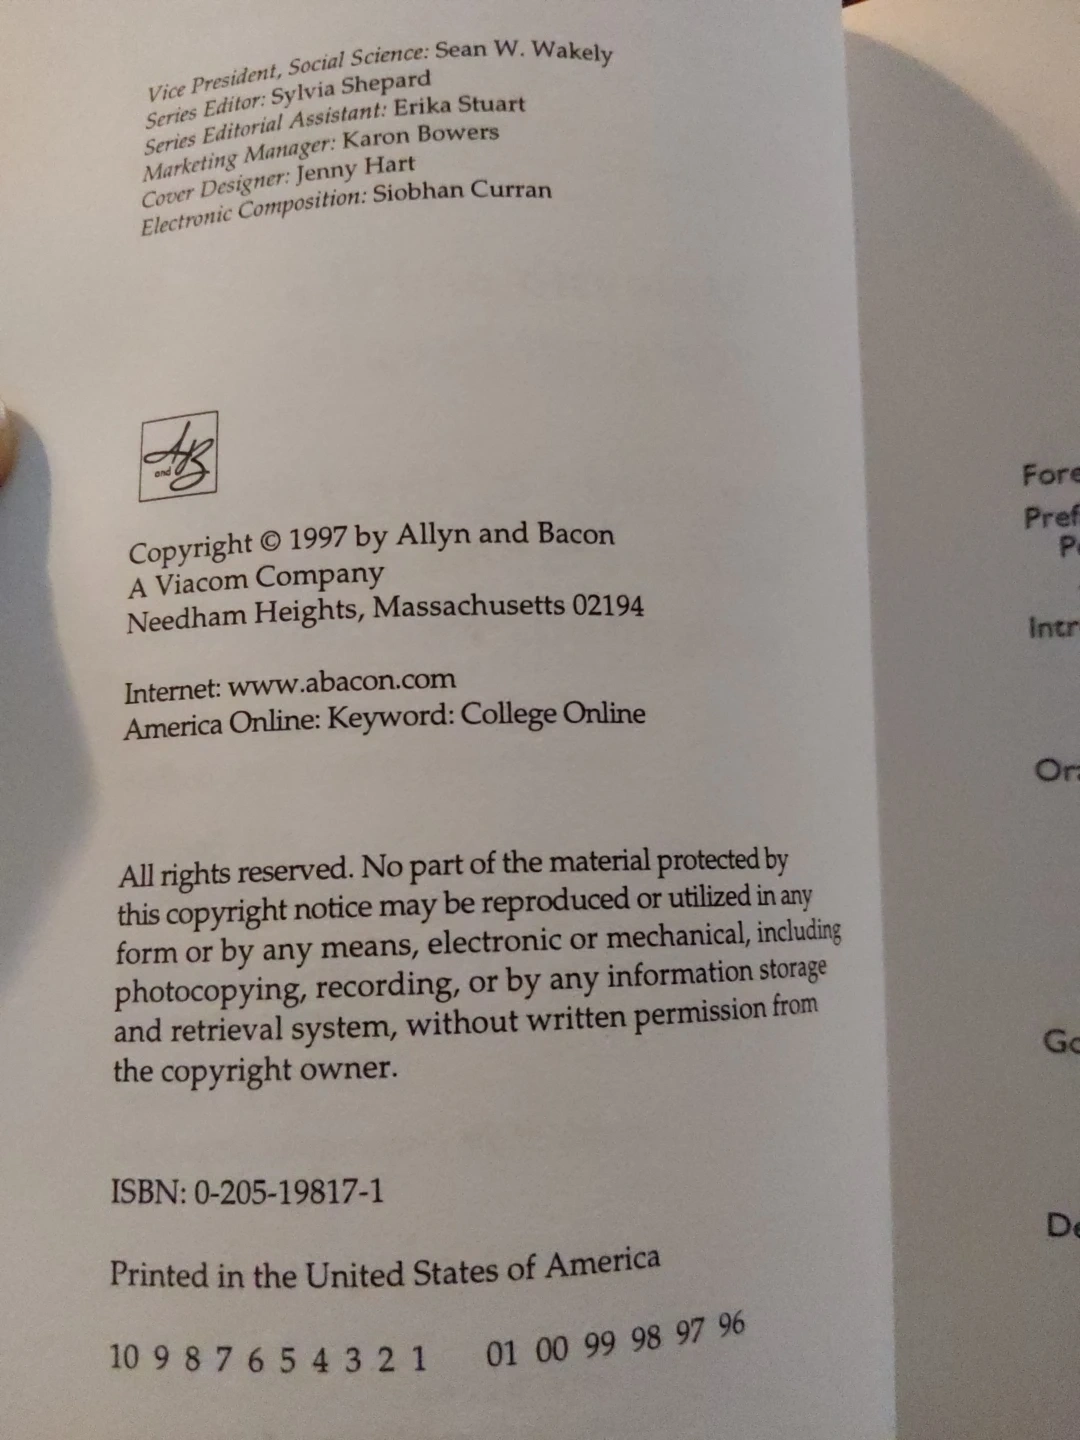 Vice President, Social Science: Sean W. Wakely
Series Editor: Sylvia Shepard
Series Editorial Assistant: Erika Stuart
Marketing Manager: Karon Bowers
Cover Designer: Jenny Hart
Electronic Composition: Siobhan Curran
A and B
Copyright © 1997 by Allyn and Bacon
A Viacom Company
Needham Heights, Massachusetts 02194
Internet: www.abacon.com
America Online: Keyword: College Online
All rights reserved. No part of the material protected by
this copyright notice may be reproduced or utilized in any
form or by any means, electronic or mechanical, including
photocopying, recording, or by any information storage
and retrieval system, without written permission from
the copyright owner.
ISBN: 0-205-19817-1
Printed in the United States of America
10 9 8 7 6 5 4 3 2 1 01 00 99 98 97 96